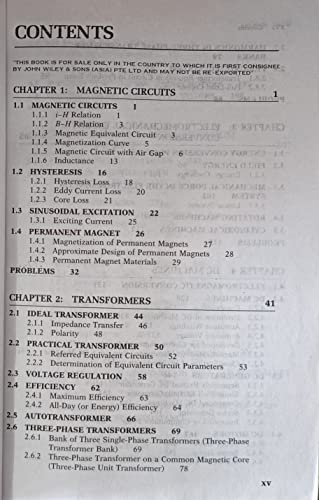 CONTENTS
"THIS BOOK IS FOR SALE ONLY IN THE COUNTRY TO WHICH IT IS FIRST CONSIGNEE-
BY JOHN WILEY & SONS (ASIA) PTE LTD AND MAY NOT BE RE-EXPORTED"
CHAPTER 1: MAGNETIC CIRCUITS 1
1.1 MAGNETIC CIRCUITS 1
1.1.1 i–H Relation 1
1.1.2 B–H Relation 3
1.1.3 Magnetic Equivalent Circuit 3
1.1.4 Magnetization Curve 5
1.1.5 Magnetic Circuit with Air Gap 6
1.1.6 Inductance 13
1.2 HYSTERESIS 16
1.2.1 Hysteresis Loss 18
1.2.2 Eddy Current Loss 20
1.2.3 Core Loss 21
1.3 SINUSOIDAL EXCITATION 22
1.3.1 Exciting Current 25
1.4 PERMANENT MAGNET 26
1.4.1 Magnetization of Permanent Magnets 27
1.4.2 Approximate Design of Permanent Magnets 28
1.4.3 Permanent Magnet Materials 29
PROBLEMS 32
CHAPTER 2: TRANSFORMERS 41
2.1 IDEAL TRANSFORMER 44
2.1.1 Impedance Transfer 46
2.1.2 Polarity 48
2.2 PRACTICAL TRANSFORMER 50
2.2.1 Referred Equivalent Circuits 52
2.2.2 Determination of Equivalent Circuit Parameters 53
2.3 VOLTAGE REGULATION 58
2.4 EFFICIENCY 62
2.4.1 Maximum Efficiency 63
2.4.2 All-Day (or Energy) Efficiency 64
2.5 AUTOTRANSFORMER 66
2.6 THREE-PHASE TRANSFORMERS 69
2.6.1 Bank of Three Single-Phase Transformers (Three-Phase
Transformer Bank) 69
2.6.2 Three-Phase Transformer on a Common Magnetic Core
(Three-Phase Unit Transformer) 78
xv